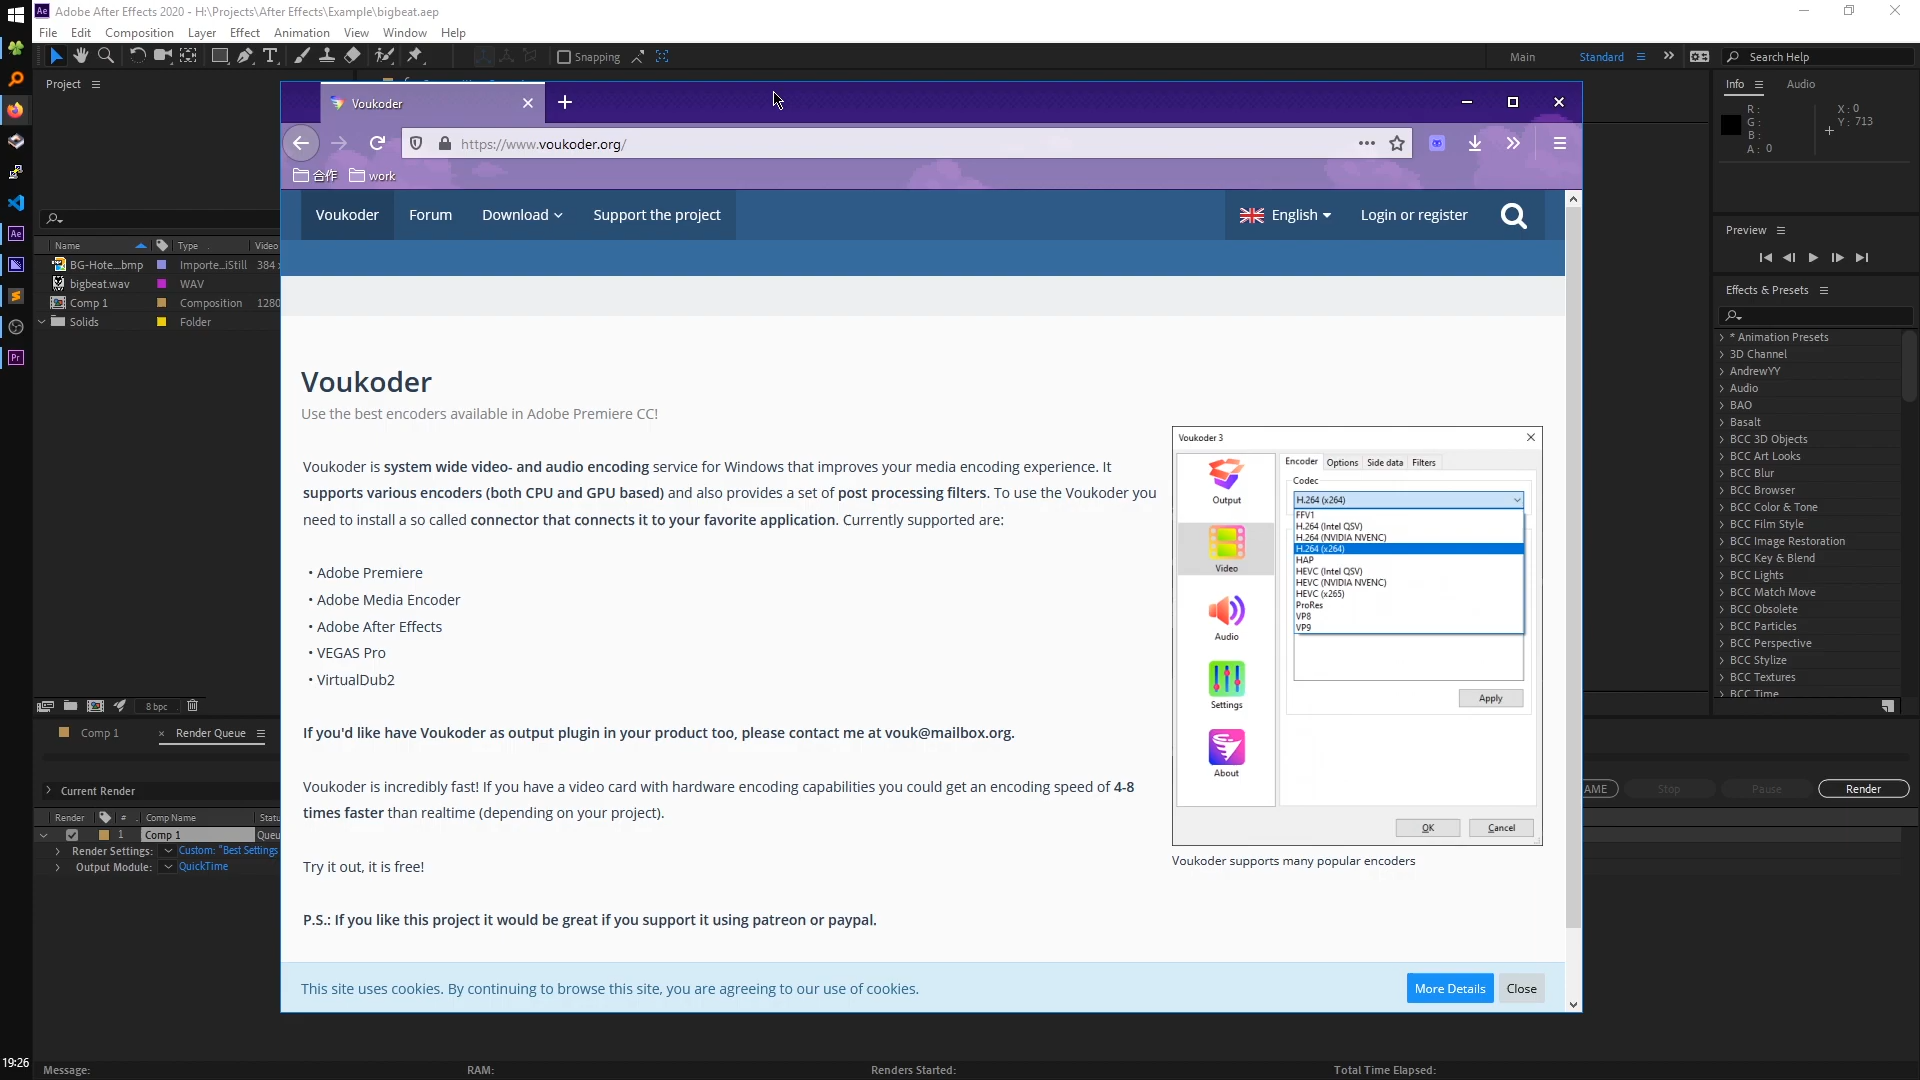 Adobe After Effects 2020 - H:\Projects\After Effects\Example\bigbeat.aep
File Edit Composition Layer Effect Animation View Window Help
Snapping
Main Standard
Search Help
Project
Name Type Video
BG-Hote_.bmp Importe_iStill 384
bigbeat.wav WAV
Comp 1 Composition 1280
Solids Folder
8 bpc
Voukoder
https://www.voukoder.org/
合作 work
Voukoder Forum Download Support the project
English Login or register
Voukoder
Use the best encoders available in Adobe Premiere CC!
Voukoder is system wide video- and audio encoding service for Windows that improves your media encoding experience. It
supports various encoders (both CPU and GPU based) and also provides a set of post processing filters. To use the Voukoder you
need to install a so called connector that connects it to your favorite application. Currently supported are:
• Adobe Premiere
• Adobe Media Encoder
• Adobe After Effects
• VEGAS Pro
• VirtualDub2
If you'd like have Voukoder as output plugin in your product too, please contact me at vouk@mailbox.org.
Voukoder is incredibly fast! If you have a video card with hardware encoding capabilities you could get an encoding speed of 4-8
times faster than realtime (depending on your project).
Try it out, it is free!
P.S.: If you like this project it would be great if you support it using patreon or paypal.
Voukoder 3
Output
Video
Audio
Settings
About
Encoder Options Side data Filters
Codec
H.264 (x264)
FFV1
H.264 (Intel QSV)
H.264 (NVIDIA NVENC)
H.264 (x264)
HAP
HEVC (Intel QSV)
HEVC (NVIDIA NVENC)
HEVC (x265)
ProRes
VP8
VP9
Apply
OK Cancel
Voukoder supports many popular encoders
This site uses cookies. By continuing to browse this site, you are agreeing to our use of cookies.
More Details Close
Info Audio
R: X: 0
G: Y: 713
B:
A: 0
Preview
Effects & Presets
* Animation Presets
3D Channel
AndrewYY
Audio
BAO
Basalt
BCC 3D Objects
BCC Art Looks
BCC Blur
BCC Browser
BCC Color & Tone
BCC Film Style
BCC Image Restoration
BCC Key & Blend
BCC Lights
BCC Match Move
BCC Obsolete
BCC Particles
BCC Perspective
BCC Stylize
BCC Textures
BCC Time
Comp 1 × Render Queue
Current Render
AME Stop Pause Render
Render # Comp Name Statu
1 Comp 1 Queu
Render Settings: Custom: "Best Settings
Output Module: QuickTime
19:26
Message: RAM: Renders Started: Total Time Elapsed:
Ae
Pr